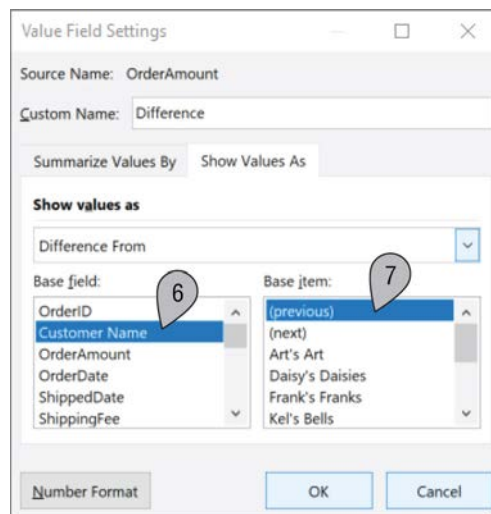 Value Field Settings
Source Name: OrderAmount
Custom Name: Difference
Summarize Values By Show Values As
Show values as
Difference From
Base field: Base item:
6 7
OrderID (previous)
Customer Name (next)
OrderAmount Art's Art
OrderDate Daisy's Daisies
ShippedDate Frank's Franks
ShippingFee Kel's Bells
Number Format OK Cancel